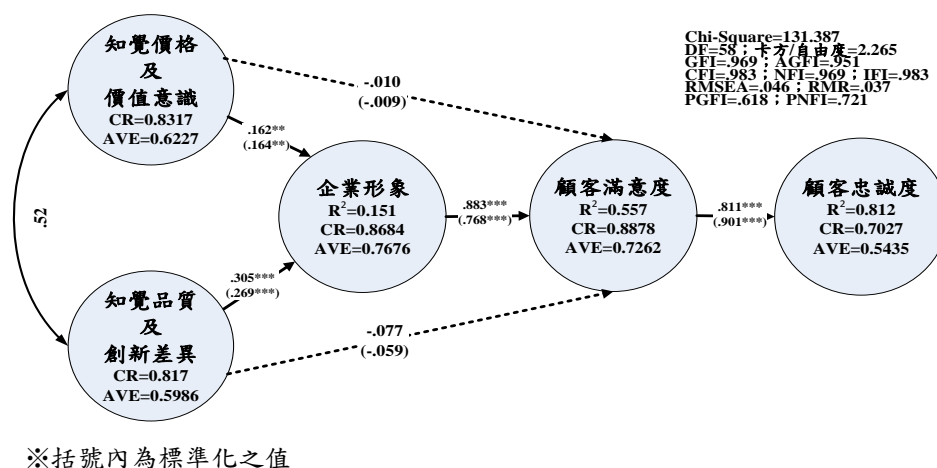 Chi-Square=131.387
DF=58；卡方/自由度=2.265
GFI=.969；AGFI=.951
CFI=.983；NFI=.969；IFI=.983
RMSEA=.046；RMR=.037
PGFI=.618；PNFI=.721
知覺價格
及
價值意識
CR=0.8317
AVE=0.6227
-.010
(-.009)
.162**
(.164**)
.52
企業形象
R²=0.151
CR=0.8684
AVE=0.7676
.883***
(.768***)
顧客滿意度
R²=0.557
CR=0.8878
AVE=0.7262
.811***
(.901***)
顧客忠誠度
R²=0.812
CR=0.7027
AVE=0.5435
.305***
(.269***)
知覺品質
及
創新差異
CR=0.817
AVE=0.5986
-.077
(-.059)
※括號內為標準化之值